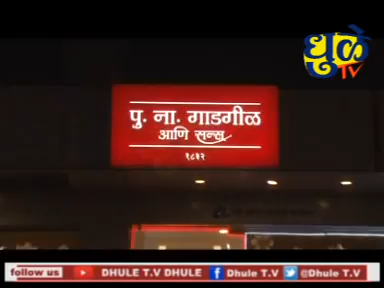 धुळे
TV
पु. ना. गाडगीळ
आणि सन्स
१८३२
follow us DHULE T.V DHULE Dhule T.V @Dhule T.V